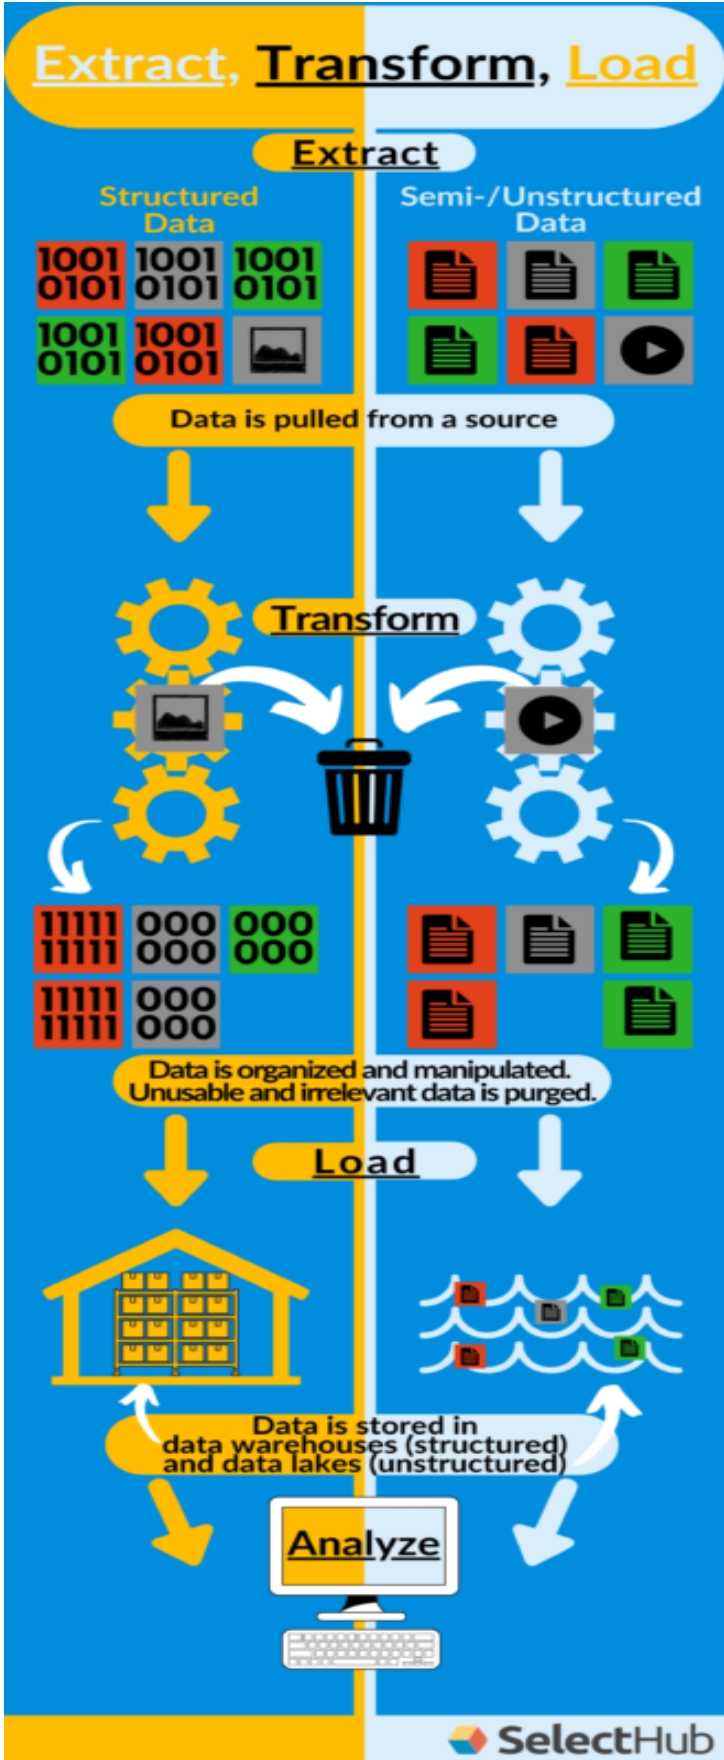 Extract, Transform, Load
Extract
Structured
Data
Semi-/Unstructured
Data
1001
0101
1001
0101
1001
0101
1001
0101
1001
0101
Data is pulled from a source
Transform
11111
11111
000
000
000
000
11111
11111
000
000
Data is organized and manipulated.
Unusable and irrelevant data is purged.
Load
Data is stored in
data warehouses (structured)
and data lakes (unstructured)
Analyze
SelectHub